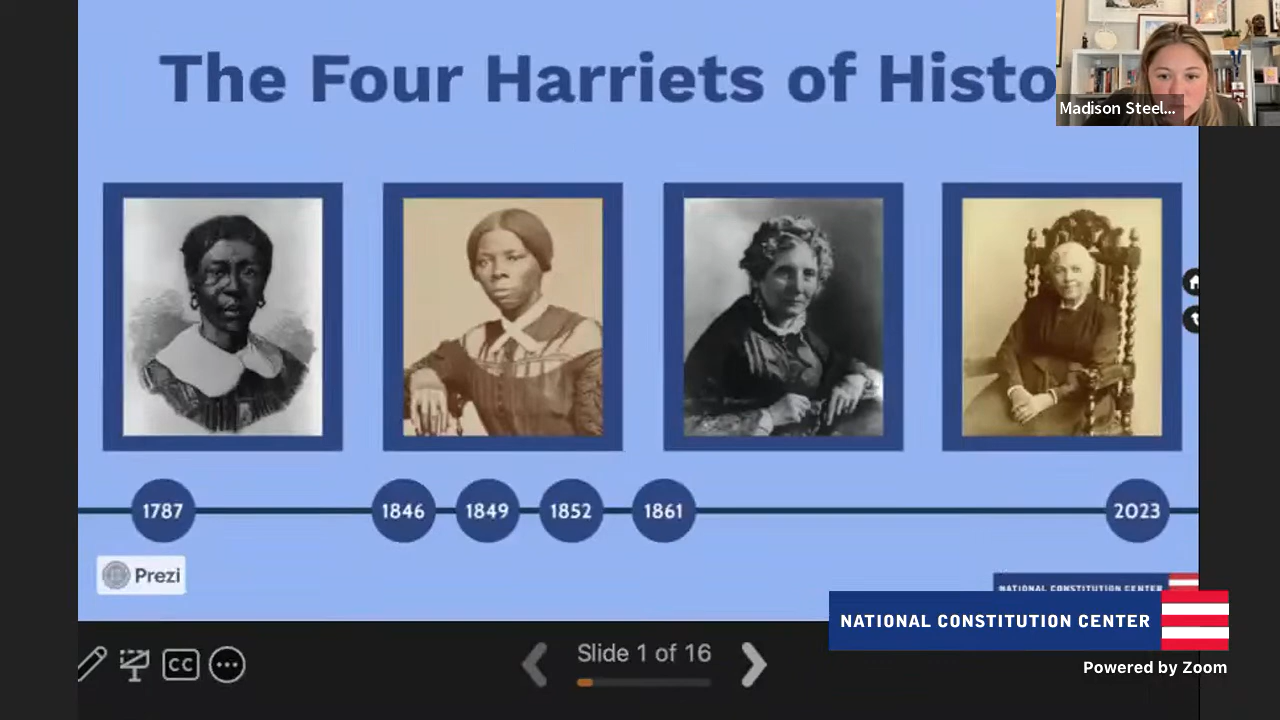 The Four Harriets of Histo
Madison Steel...
1787
1846
1849
1852
1861
2023
Prezi
NATIONAL CONSTITUTION CENTER
NATIONAL CONSTITUTION CENTER
CC
Slide 1 of 16
Powered by Zoom